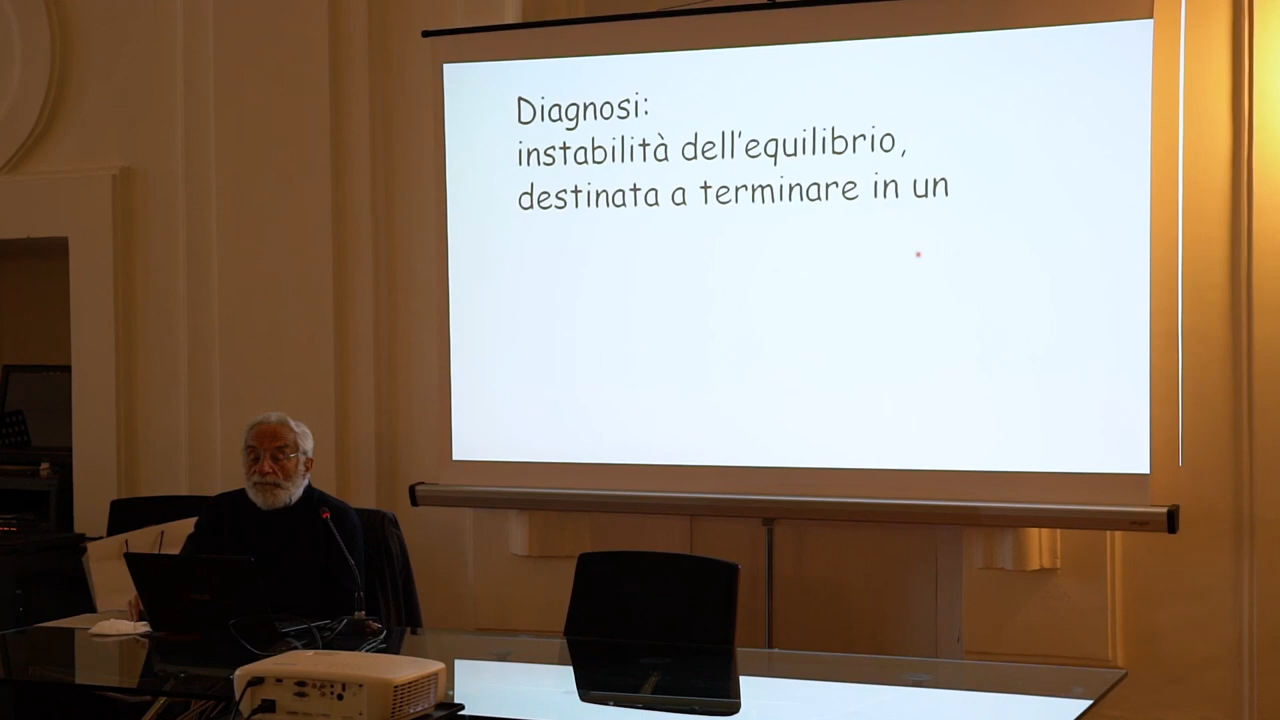 Diagnosi:
instabilità dell'equilibrio,
destinata a terminare in un